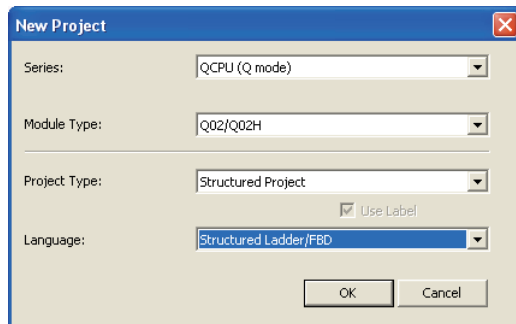 New Project
Series: QCPU (Q mode)
Module Type: Q02/Q02H
Project Type: Structured Project
Use Label
Language: Structured Ladder/FBD
OK Cancel